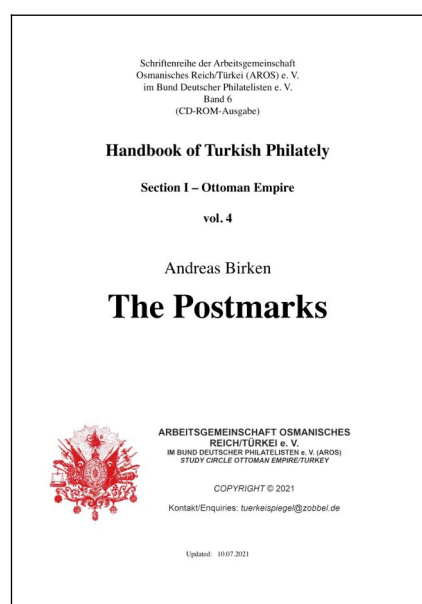 Schriftenreihe der Arbeitsgemeinschaft
Osmanisches Reich/Türkei (AROS) e. V.
im Bund Deutscher Philatelisten e. V.
Band 6
(CD-ROM-Ausgabe)
Handbook of Turkish Philately
Section I – Ottoman Empire
vol. 4
Andreas Birken
The Postmarks
ARBEITSGEMEINSCHAFT OSMANISCHES
REICH/TÜRKEI e. V.
IM BUND DEUTSCHER PHILATELISTEN e. V. (AROS)
STUDY CIRCLE OTTOMAN EMPIRE/TURKEY
COPYRIGHT © 2021
Kontakt/Enquiries: tuerkeispiegel@zobbel.de
Updated: 10.07.2021